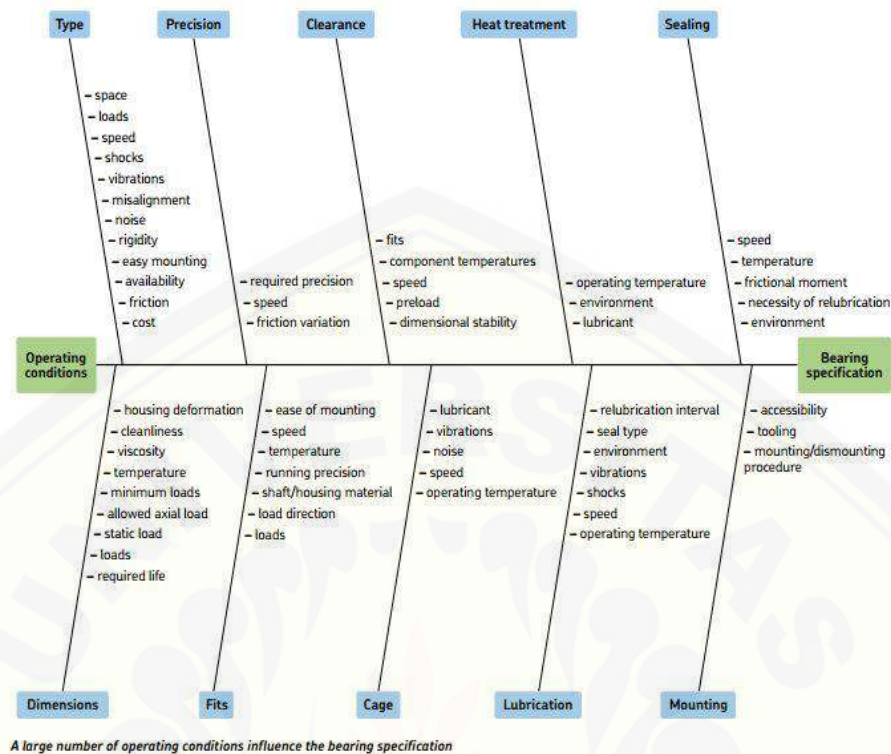 Type
Precision
Clearance
Heat treatment
Sealing
– space
– loads
– speed
– shocks
– vibrations
– misalignment
– noise
– rigidity
– easy mounting
– availability
– friction
– cost
– required precision
– speed
– friction variation
– fits
– component temperatures
– speed
– preload
– dimensional stability
– operating temperature
– environment
– lubricant
– speed
– temperature
– frictional moment
– necessity of relubrication
– environment
Operating
conditions
Bearing
specification
– housing deformation
– cleanliness
– viscosity
– temperature
– minimum loads
– allowed axial load
– static load
– loads
– required life
– ease of mounting
– speed
– temperature
– running precision
– shaft/housing material
– load direction
– loads
– lubricant
– vibrations
– noise
– speed
– operating temperature
– relubrication interval
– seal type
– environment
– vibrations
– shocks
– speed
– operating temperature
– accessibility
– tooling
– mounting/dismounting
procedure
UNIVERSITAS
Dimensions
Fits
Cage
Lubrication
Mounting
A large number of operating conditions influence the bearing specification